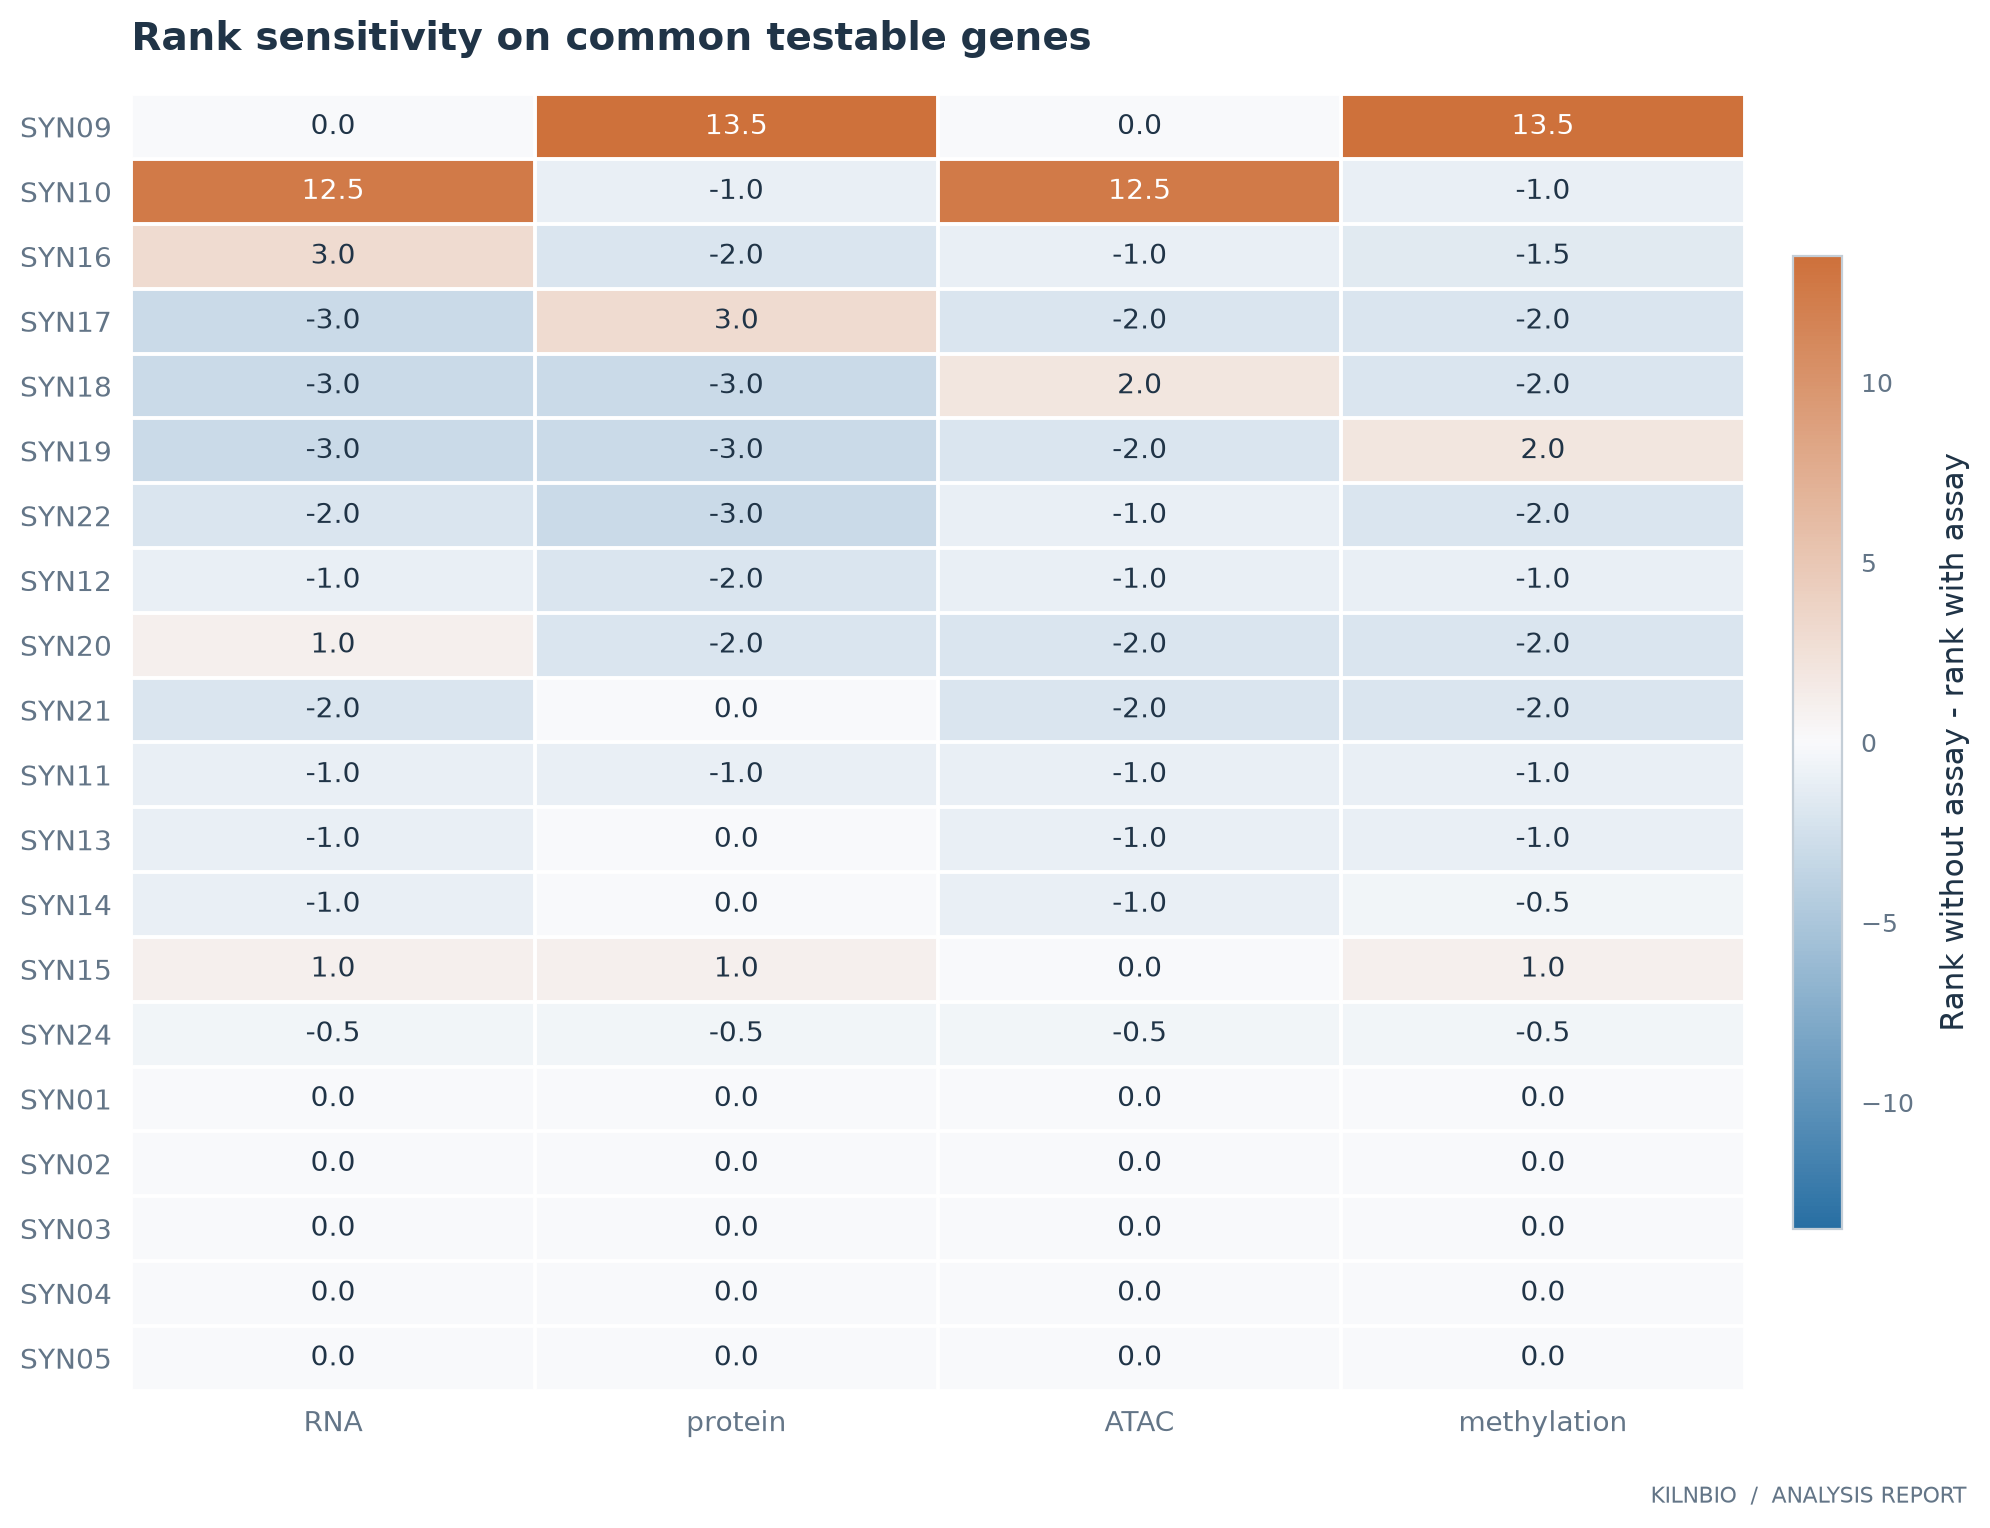 Rank sensitivity on common testable genes
SYN09 0.0 13.5 0.0 13.5
SYN10 12.5 -1.0 12.5 -1.0
SYN16 3.0 -2.0 -1.0 -1.5
SYN17 -3.0 3.0 -2.0 -2.0
SYN18 -3.0 -3.0 2.0 -2.0
SYN19 -3.0 -3.0 -2.0 2.0
SYN22 -2.0 -3.0 -1.0 -2.0
SYN12 -1.0 -2.0 -1.0 -1.0
SYN20 1.0 -2.0 -2.0 -2.0
SYN21 -2.0 0.0 -2.0 -2.0
SYN11 -1.0 -1.0 -1.0 -1.0
SYN13 -1.0 0.0 -1.0 -1.0
SYN14 -1.0 0.0 -1.0 -0.5
SYN15 1.0 1.0 0.0 1.0
SYN24 -0.5 -0.5 -0.5 -0.5
SYN01 0.0 0.0 0.0 0.0
SYN02 0.0 0.0 0.0 0.0
SYN03 0.0 0.0 0.0 0.0
SYN04 0.0 0.0 0.0 0.0
SYN05 0.0 0.0 0.0 0.0
RNA protein ATAC methylation
10
5
0
−5
−10
Rank without assay - rank with assay
KILNBIO / ANALYSIS REPORT